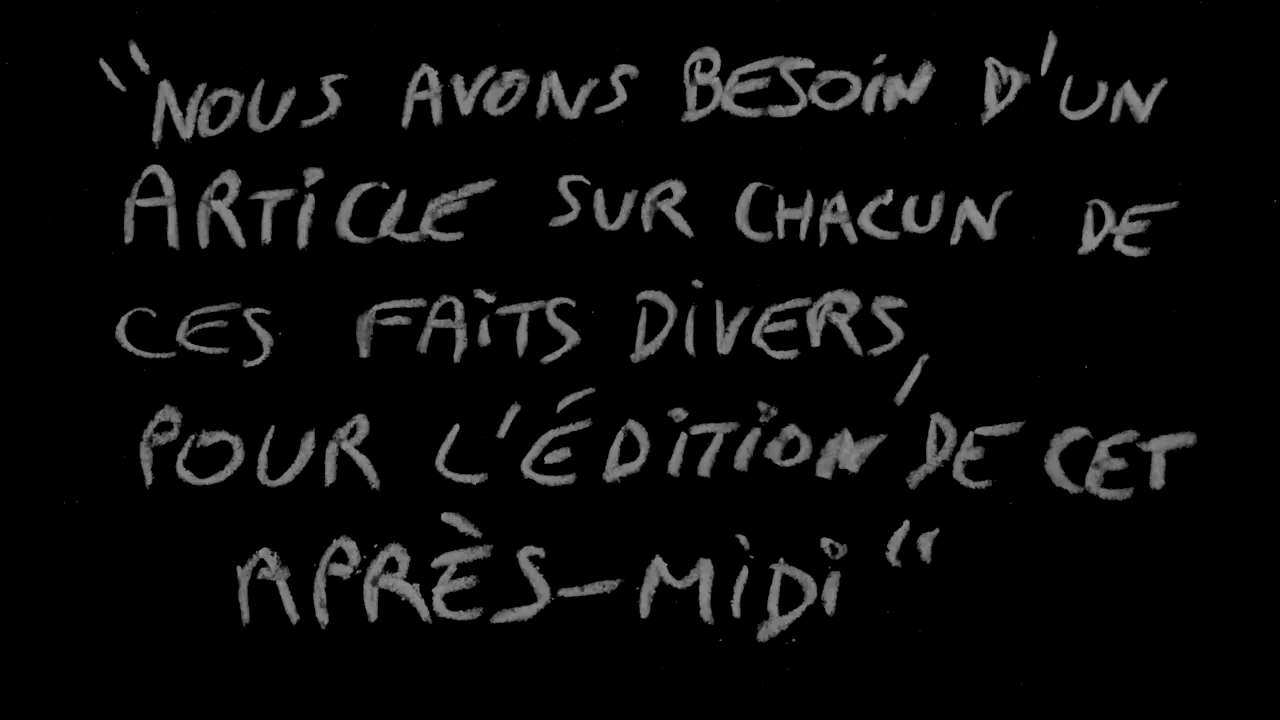 "NOUS AVONS BESOIN D'UN
ARTICLE SUR CHACUN DE
CES FAITS DIVERS,
POUR L'ÉDITION DE CET
APRÈS-MIDI"